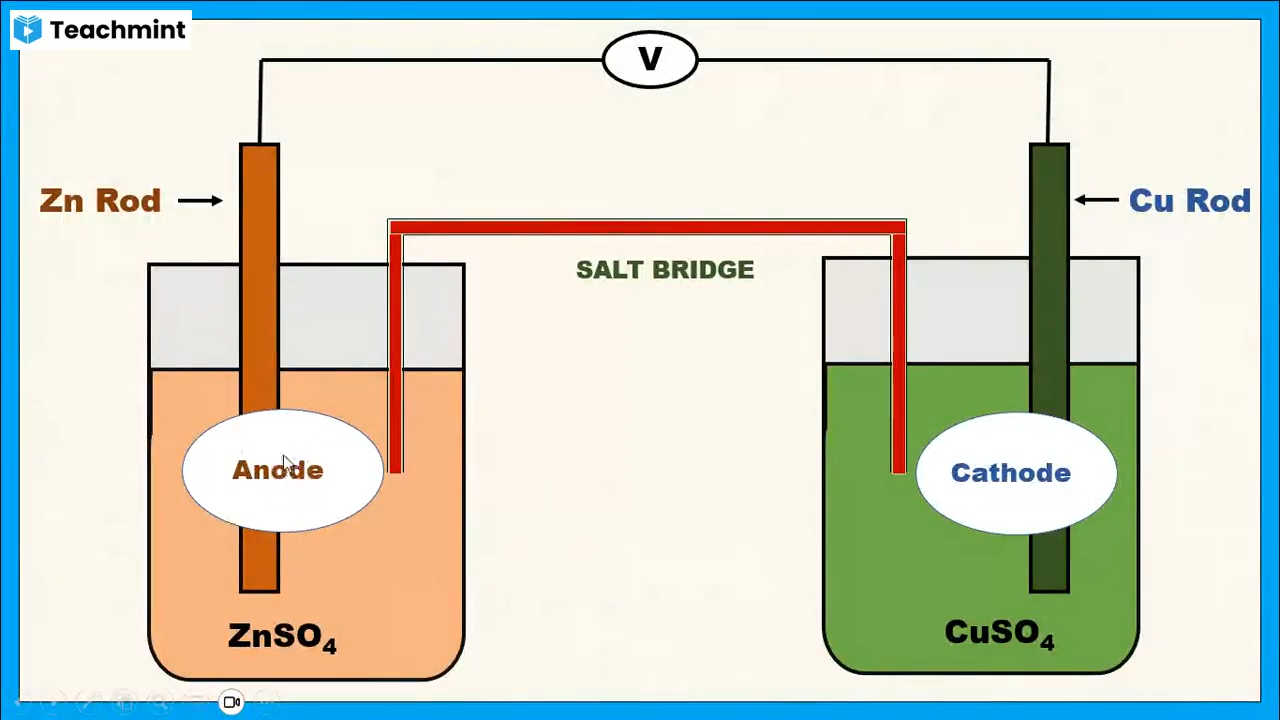 Teachmint
V
Zn Rod
Cu Rod
SALT BRIDGE
Anode
Cathode
ZnSO₄
CuSO₄